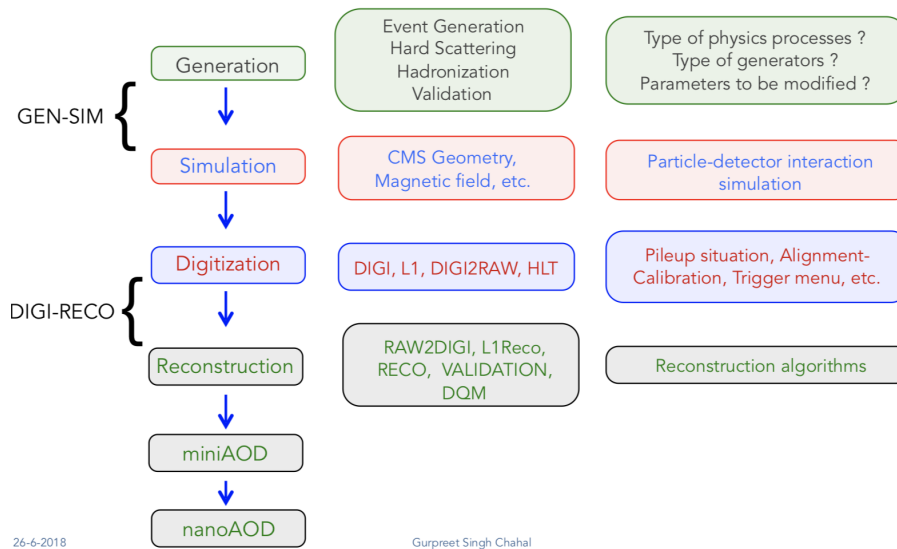 Generation
Event Generation
Hard Scattering
Hadronization
Validation
Type of physics processes ?
Type of generators ?
Parameters to be modified ?
GEN-SIM
Simulation
CMS Geometry,
Magnetic field, etc.
Particle-detector interaction
simulation
Digitization
DIGI, L1, DIGI2RAW, HLT
Pileup situation, Alignment-
Calibration, Trigger menu, etc.
DIGI-RECO
Reconstruction
RAW2DIGI, L1Reco,
RECO, VALIDATION,
DQM
Reconstruction algorithms
miniAOD
nanoAOD
26-6-2018
Gurpreet Singh Chahal